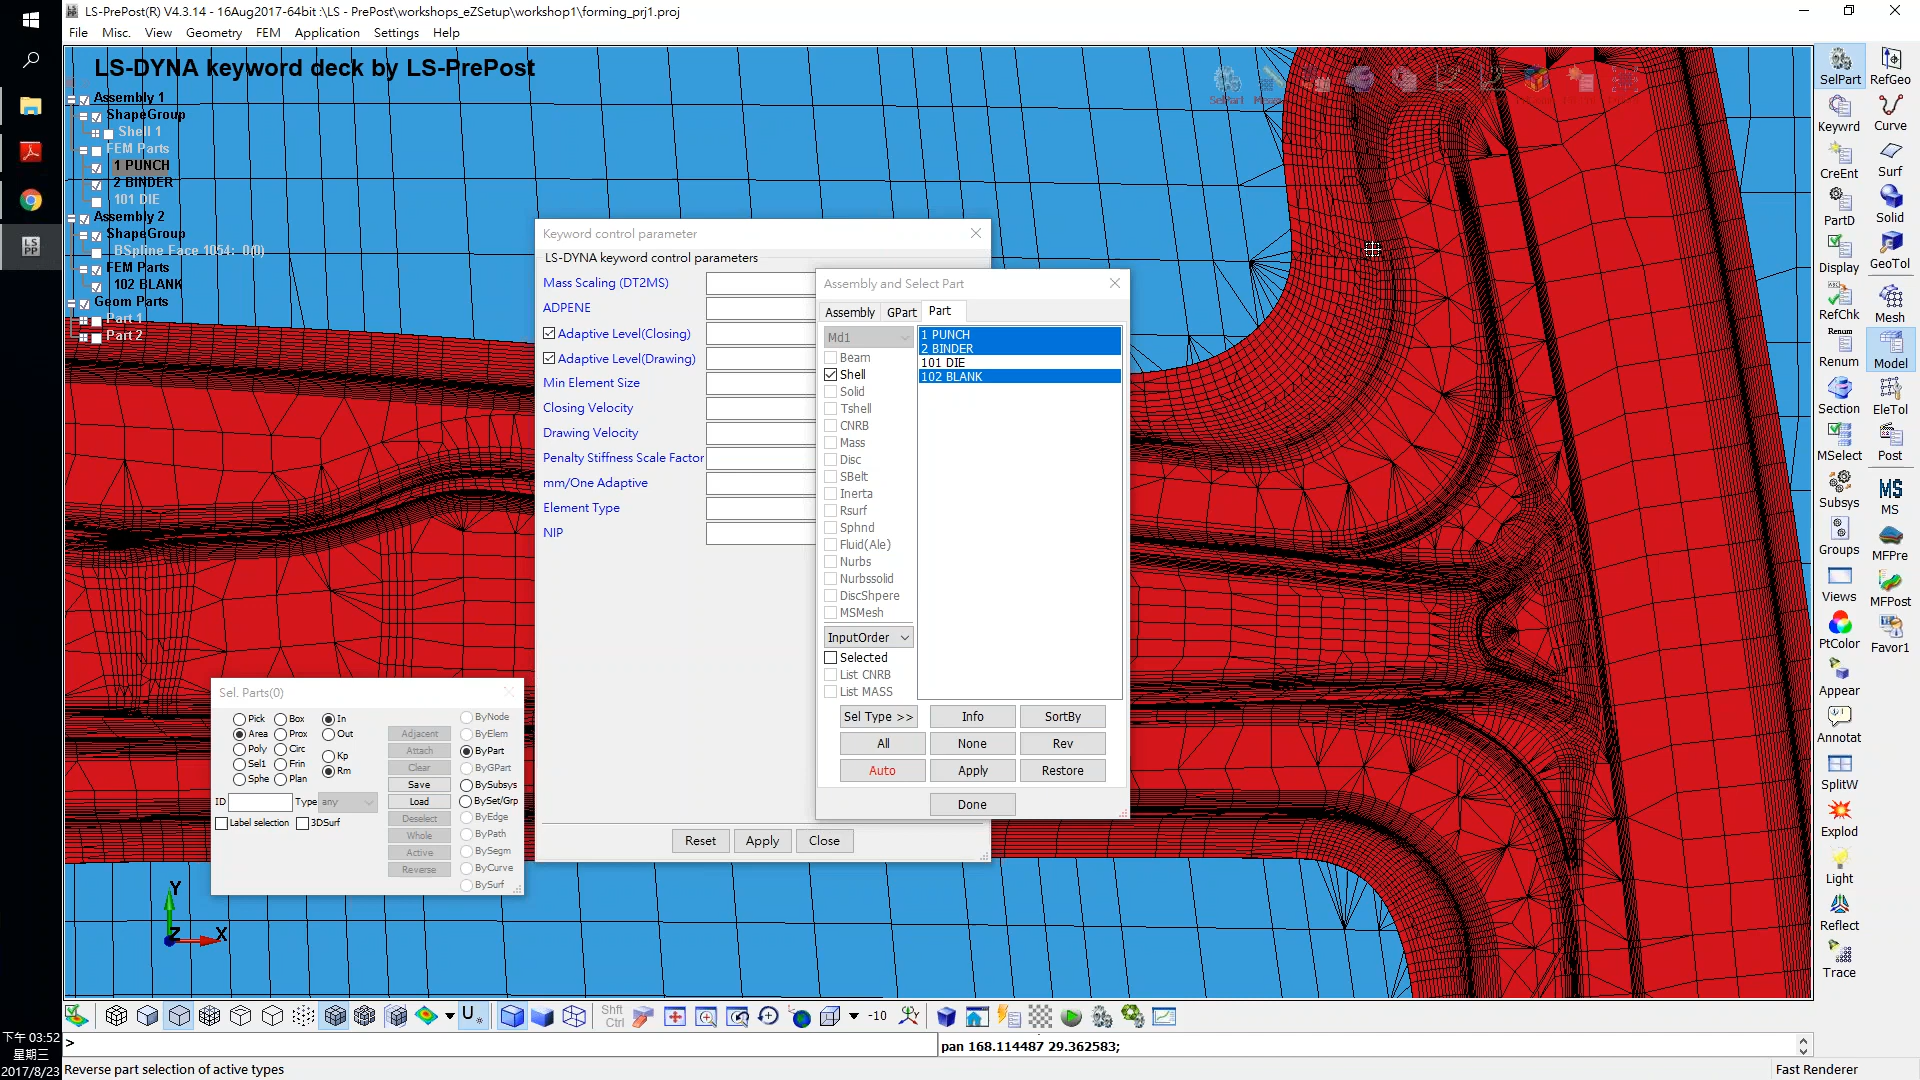 LS-PrePost(R) V4.3.14 - 16Aug2017-64bit :\LS - PrePost\workshops_eZSetup\workshop1\forming_prj1.proj
File Misc. View Geometry FEM Application Settings Help
LS-DYNA keyword deck by LS-PrePost
Assembly 1
ShapeGroup
Shell 1
FEM Parts
1 PUNCH
2 BINDER
101 DIE
Assembly 2
ShapeGroup
BSpline Face 1054: 0(0)
FEM Parts
102 BLANK
Geom Parts
Part 1
Part 2
Keyword control parameter
LS-DYNA keyword control parameters
Mass Scaling (DT2MS)
ADPENE
Adaptive Level(Closing)
Adaptive Level(Drawing)
Min Element Size
Closing Velocity
Drawing Velocity
Penalty Stiffness Scale Factor
mm/One Adaptive
Element Type
NIP
Reset Apply Close
Assembly and Select Part
Assembly GPart Part
Md1
Beam
Shell
Solid
Tshell
CNRB
Mass
Disc
SBelt
Inerta
Rsurf
Sphnd
Fluid(Ale)
Nurbs
Nurbssolid
DiscShpere
MSMesh
InputOrder
Selected
List CNRB
List MASS
1 PUNCH
2 BINDER
101 DIE
102 BLANK
Sel Type >> Info SortBy
All None Rev
Auto Apply Restore
Done
Sel. Parts(0)
Pick Box In
Area Prox Out
Poly Circ
Kp
Sel1 Frin
Rm
Sphe Plan
ID Type any
Label selection 3DSurf
Adjacent
Attach
Clear
Save
Load
Deselect
Whole
Active
Reverse
ByNode
ByElem
ByPart
ByGPart
BySubsys
BySet/Grp
ByEdge
ByPath
BySegm
ByCurve
BySurf
Y
Z X
SelPart RefGeo
Keywrd Curve
CreEnt Surf
PartD Solid
Display GeoTol
RefChk Mesh
Renum
Renum Model
Section EleTol
MSelect Post
MS
Subsys MS
Groups MFPre
Views MFPost
PtColor Favor1
Appear
Annotat
SplitW
Explod
Light
Reflect
Trace
U
Shft
Ctrl
-10
>
pan 168.114487 29.362583;
Reverse part selection of active types
Fast Renderer
LS
PP
下午 03:52
星期三
2017/8/23